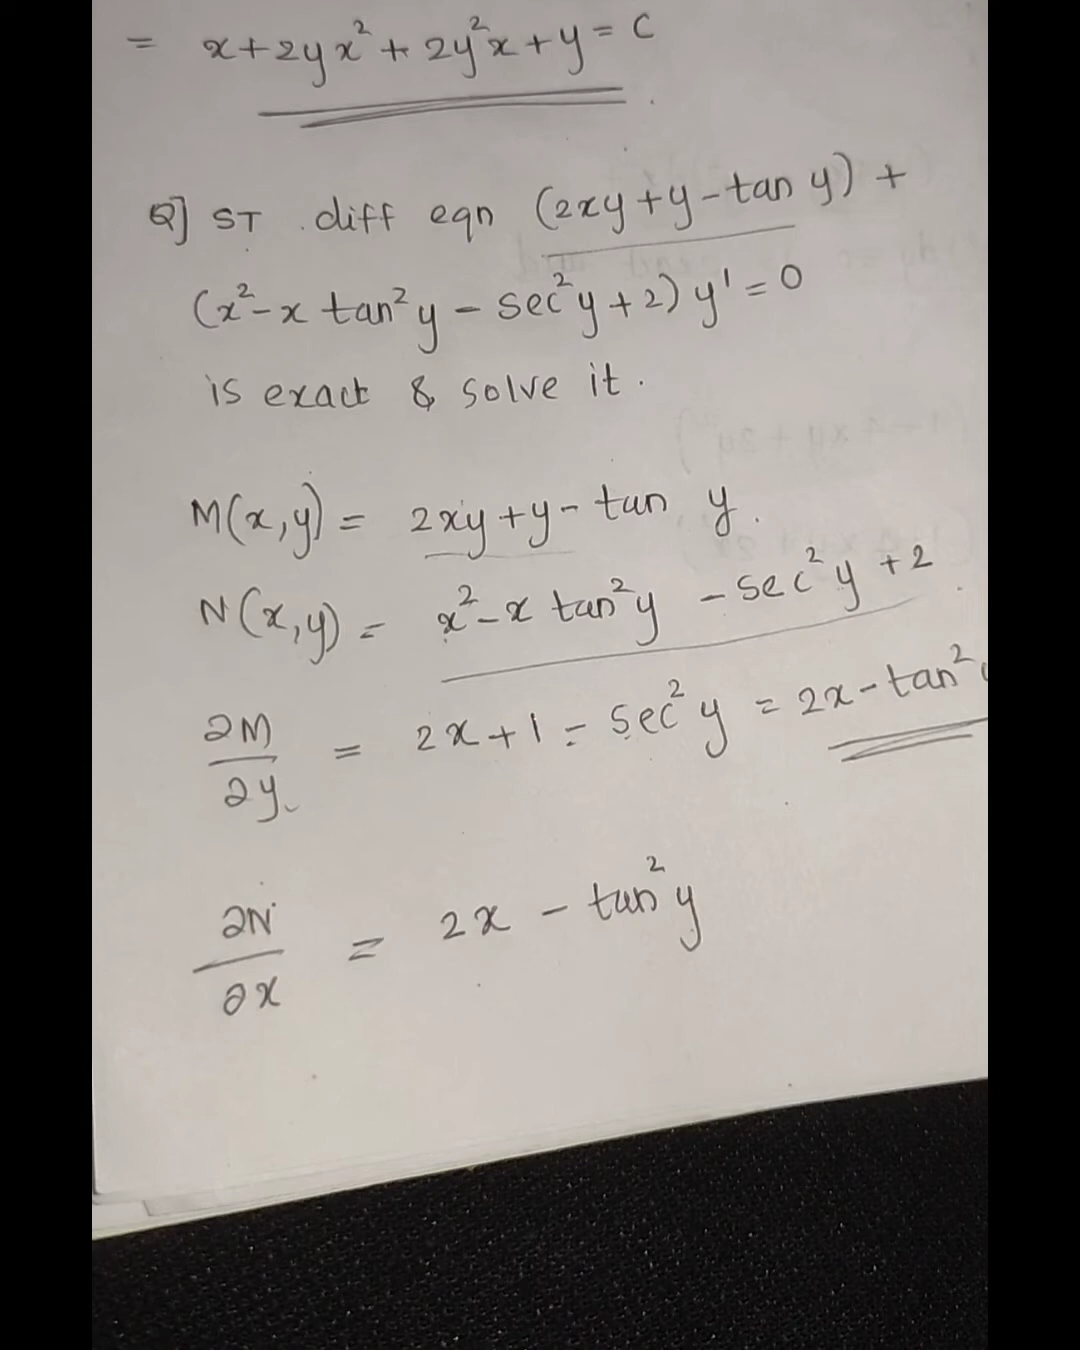 = x+2yx²+2y²x+y=c
Q] ST . diff eqn (2xy+y-tan y) +
(x²-x tan²y - sec²y+2) y' = 0
is exact & solve it.
M(x,y) = 2xy+y-tan y.
N(x,y) = x²-x tan²y - sec²y +2
∂M/∂y = 2x+1-sec²y = 2x-tan²
∂N/∂x = 2x - tan²y